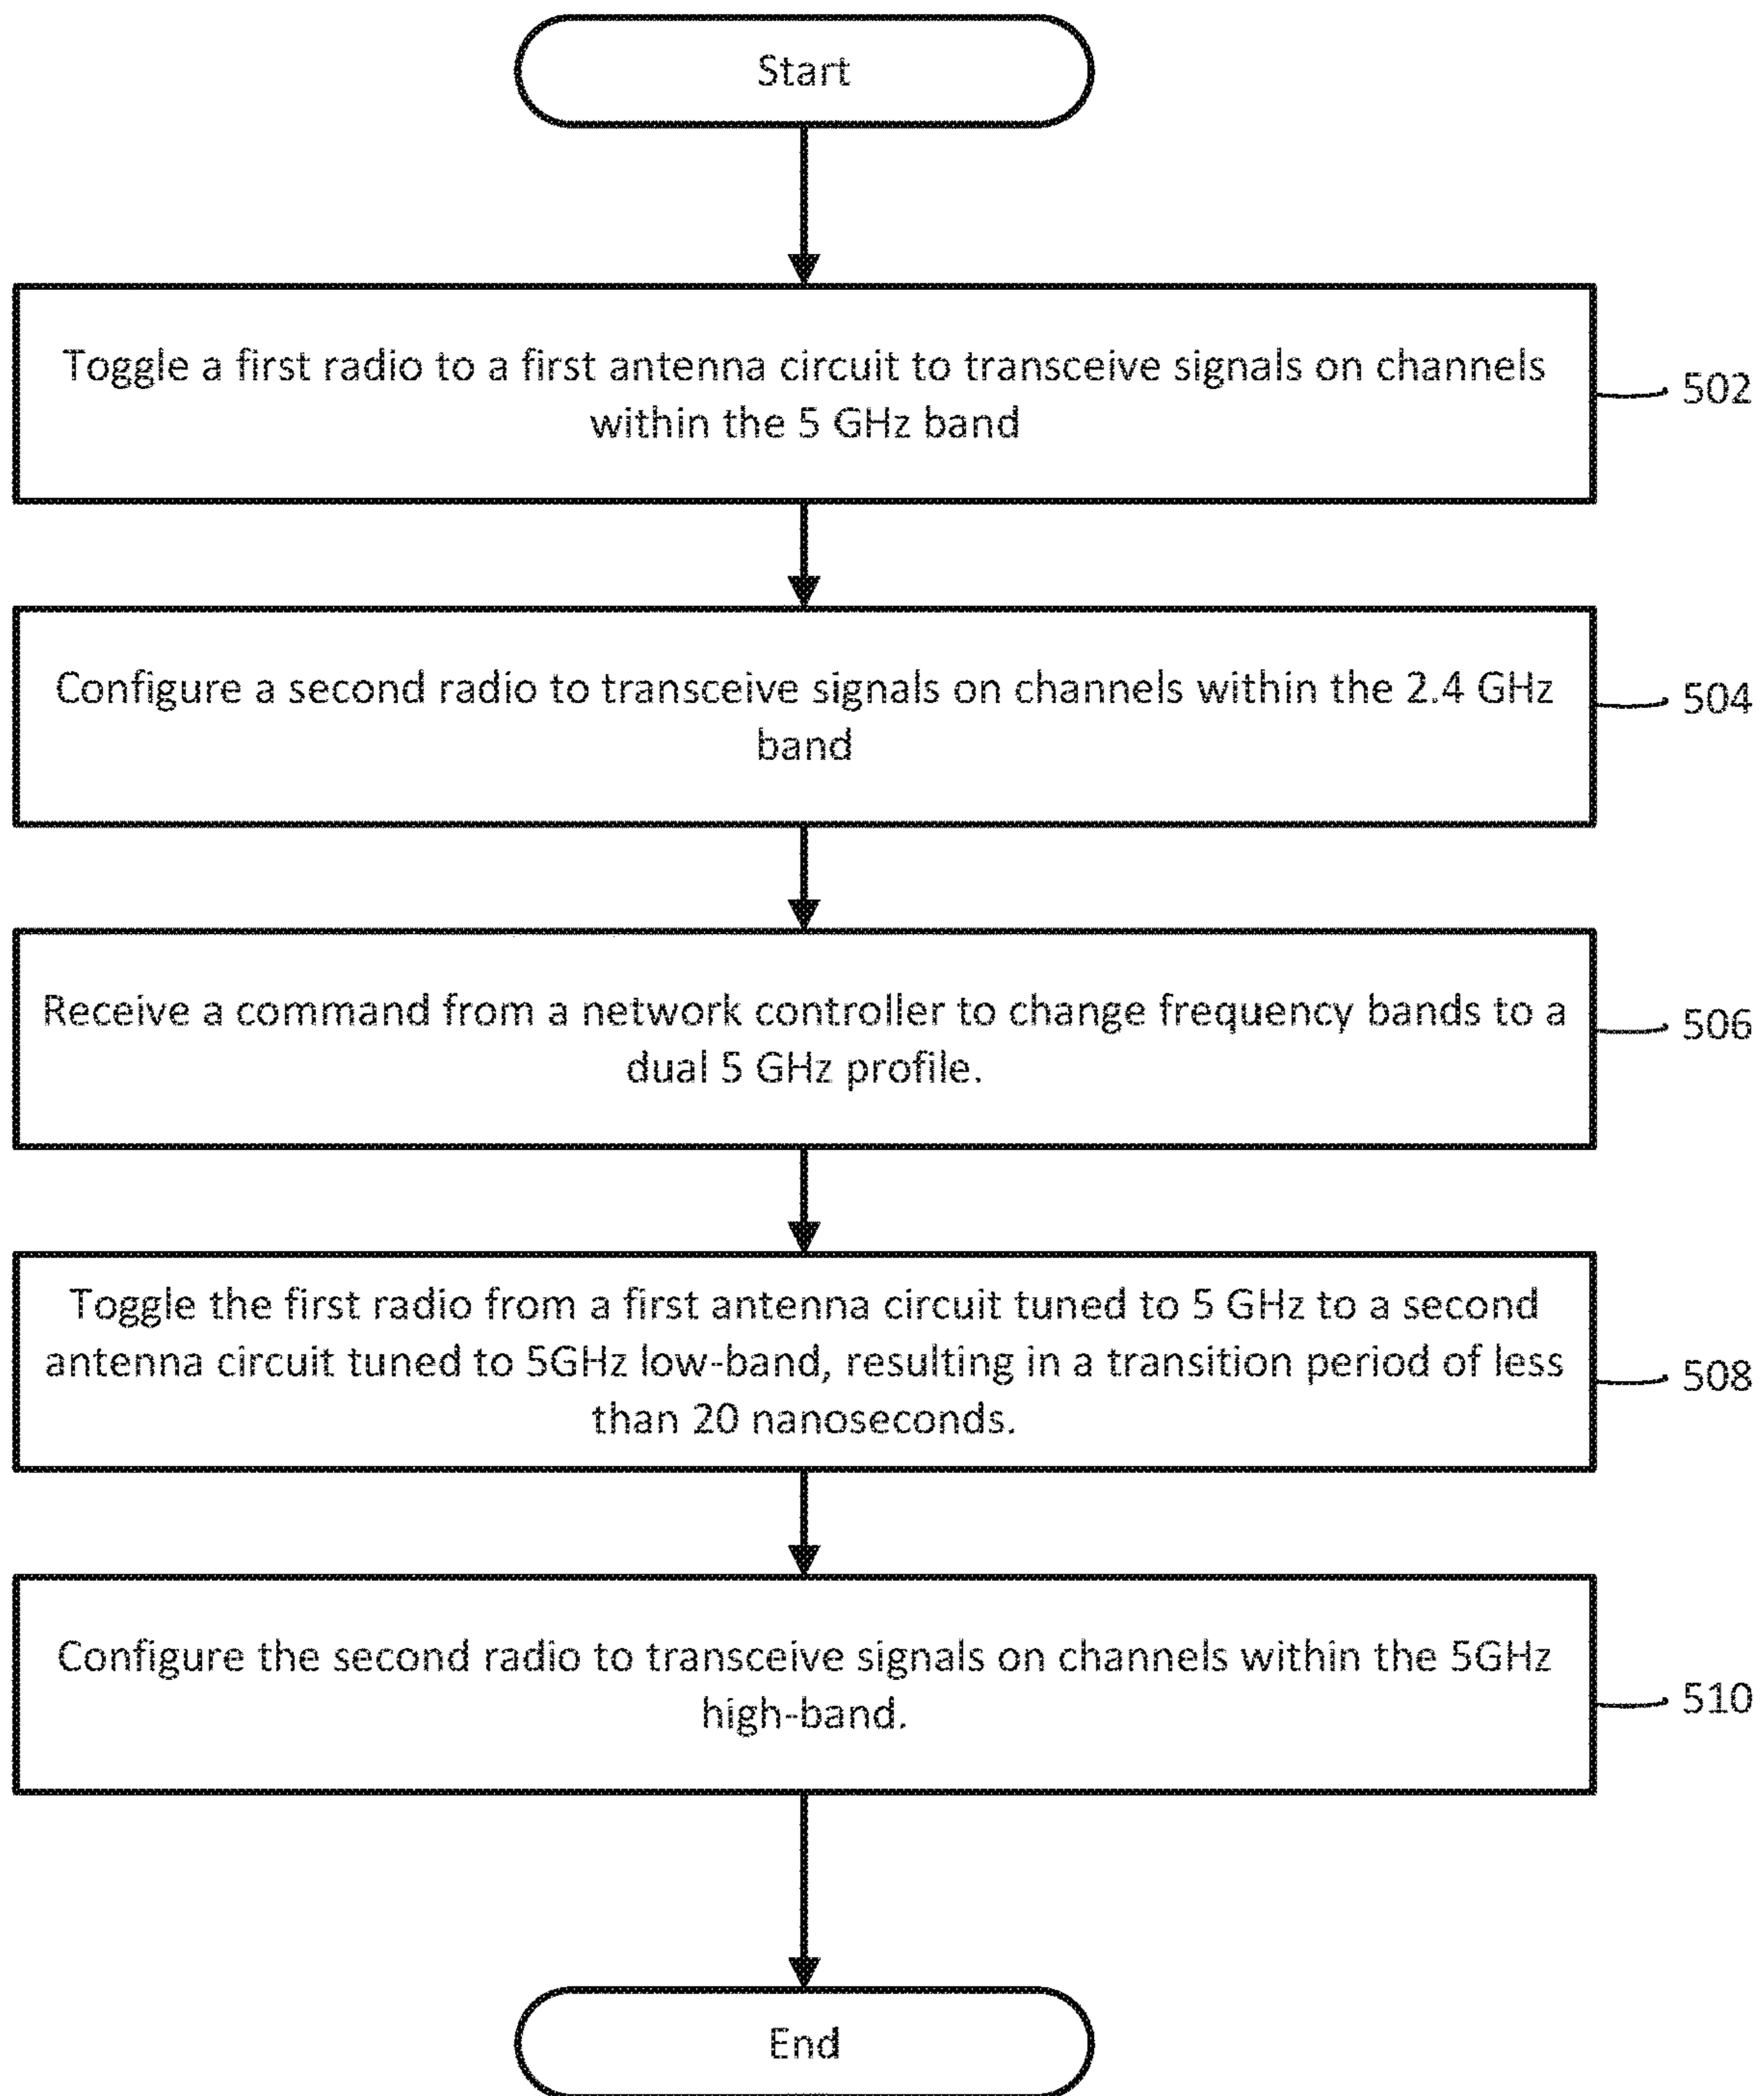 Start
Toggle a first radio to a first antenna circuit to transceive signals on channels
within the 5 GHz band
502
Configure a second radio to transceive signals on channels within the 2.4 GHz
band
504
Receive a command from a network controller to change frequency bands to a
dual 5 GHz profile.
506
Toggle the first radio from a first antenna circuit tuned to 5 GHz to a second
antenna circuit tuned to 5GHz low-band, resulting in a transition period of less
than 20 nanoseconds.
508
Configure the second radio to transceive signals on channels within the 5GHz
high-band.
510
End